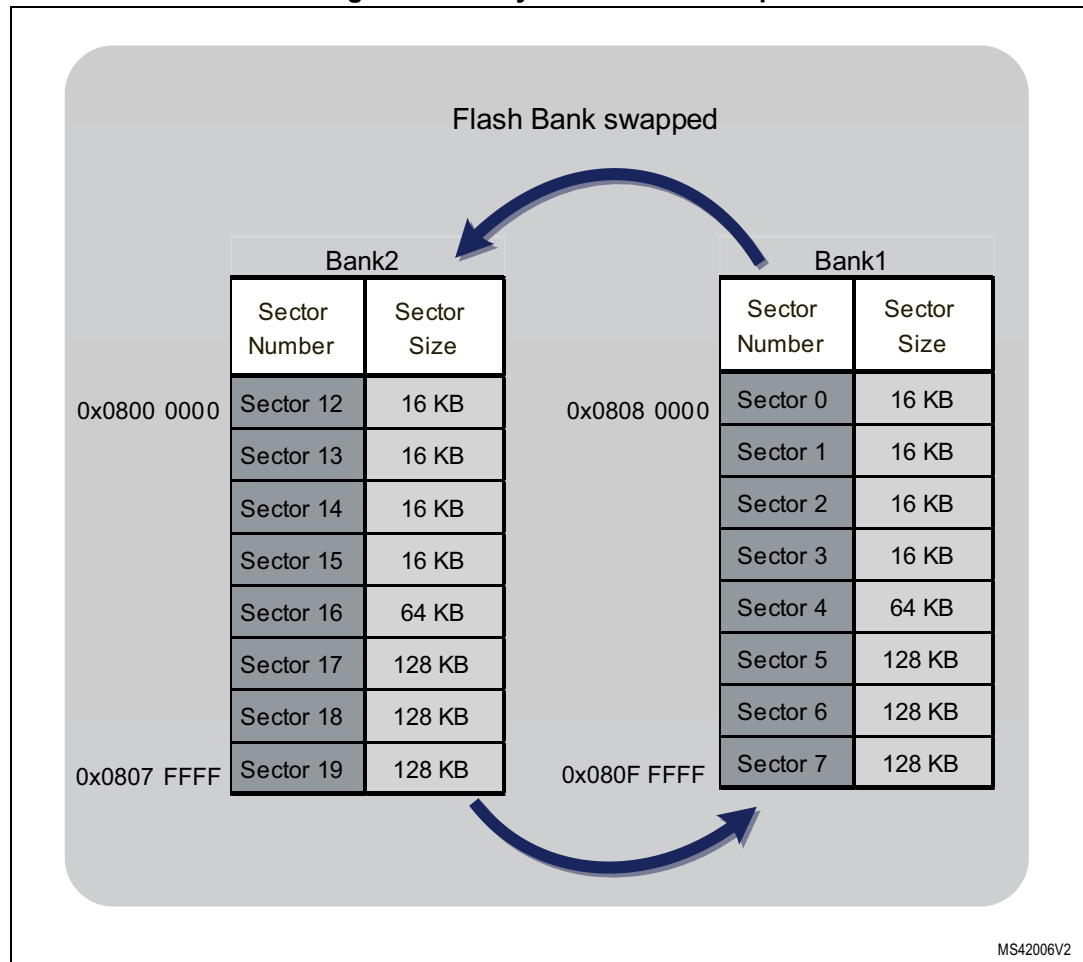 Flash Bank swapped
Bank2
Sector Number Sector Size
0x0800 0000 Sector 12 16 KB
Sector 13 16 KB
Sector 14 16 KB
Sector 15 16 KB
Sector 16 64 KB
Sector 17 128 KB
Sector 18 128 KB
0x0807 FFFF Sector 19 128 KB
Bank1
Sector Number Sector Size
0x0808 0000 Sector 0 16 KB
Sector 1 16 KB
Sector 2 16 KB
Sector 3 16 KB
Sector 4 64 KB
Sector 5 128 KB
Sector 6 128 KB
0x080F FFFF Sector 7 128 KB
MS42006V2